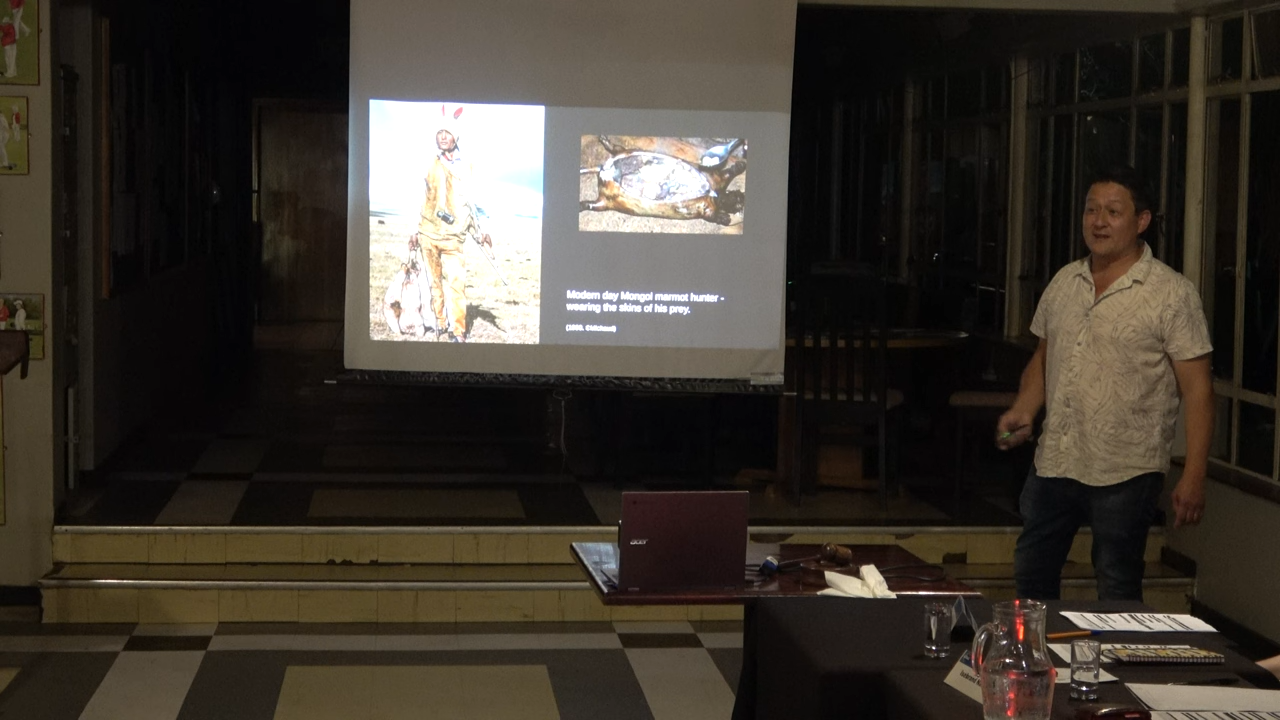 Modern day Mongol marmot hunter -
wearing the skins of his prey.
acer